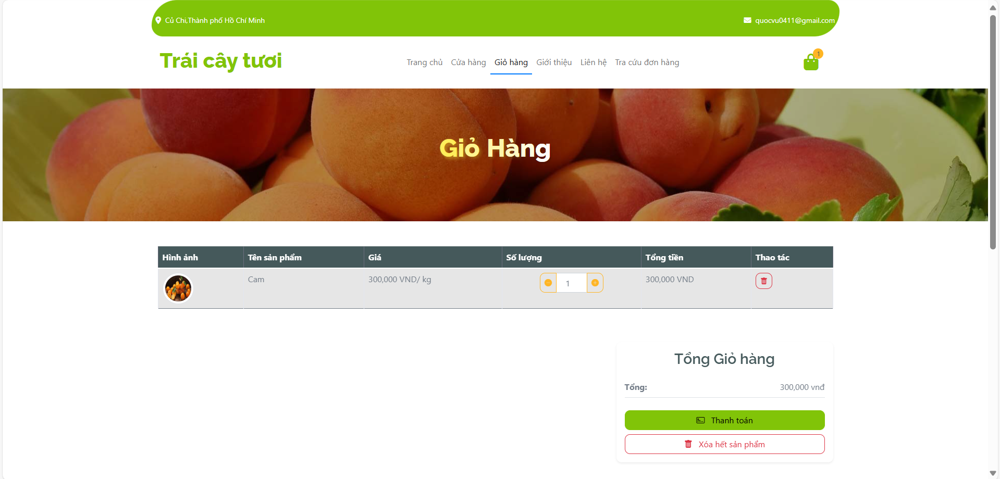 Củ Chi,Thành phố Hồ Chí Minh
quocvu0411@gmail.com
Trái cây tươi
Trang chủ Cửa hàng Giỏ hàng Giới thiệu Liên hệ Tra cứu đơn hàng
1
Giỏ Hàng
Hình ảnh Tên sản phẩm Giá Số lượng Tổng tiền Thao tác
Cam 300,000 VND/ kg 1 300,000 VND
Tổng Giỏ hàng
Tổng: 300,000 vnđ
Thanh toán
Xóa hết sản phẩm